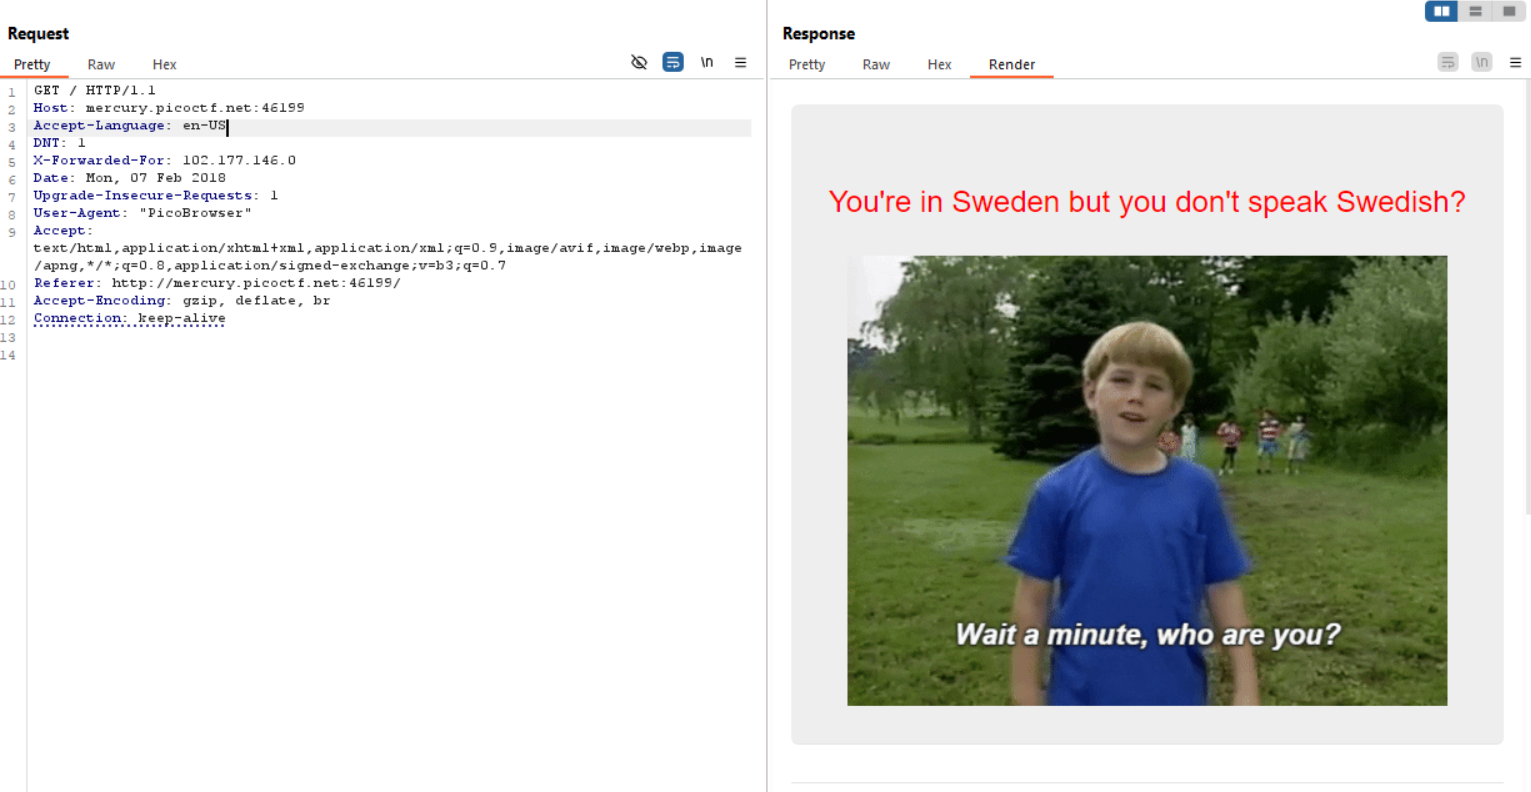 Request
Pretty Raw Hex
\n
1 GET / HTTP/1.1
2 Host: mercury.picoctf.net:46199
3 Accept-Language: en-US
4 DNT: 1
5 X-Forwarded-For: 102.177.146.0
6 Date: Mon, 07 Feb 2018
7 Upgrade-Insecure-Requests: 1
8 User-Agent: "PicoBrowser"
9 Accept:
text/html,application/xhtml+xml,application/xml;q=0.9,image/avif,image/webp,image
/apng,*/*;q=0.8,application/signed-exchange;v=b3;q=0.7
10 Referer: http://mercury.picoctf.net:46199/
11 Accept-Encoding: gzip, deflate, br
12 Connection: keep-alive
13
14
Response
Pretty Raw Hex Render
\n
You're in Sweden but you don't speak Swedish?
Wait a minute, who are you?